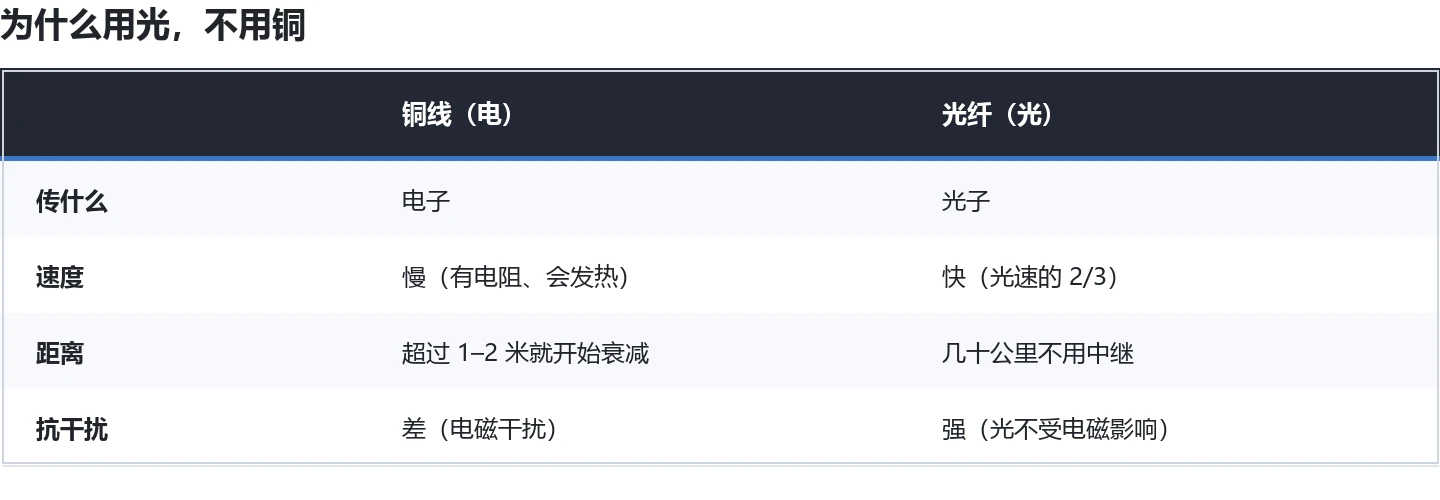 为什么用光，不用铜
铜线（电） 光纤（光）
传什么 电子 光子
速度 慢（有电阻、会发热） 快（光速的 2/3）
距离 超过 1–2 米就开始衰减 几十公里不用中继
抗干扰 差（电磁干扰） 强（光不受电磁影响）